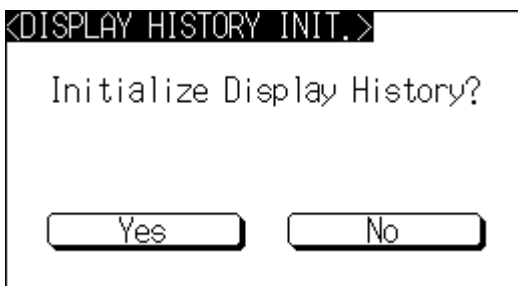 <DISPLAY HISTORY INIT.>
Initialize Display History?
Yes No